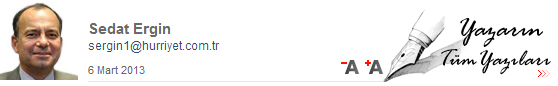 Sedat Ergin
sergin1@hurriyet.com.tr
6 Mart 2013
-A +A
Yazarın
Tüm Yazıları
>>>